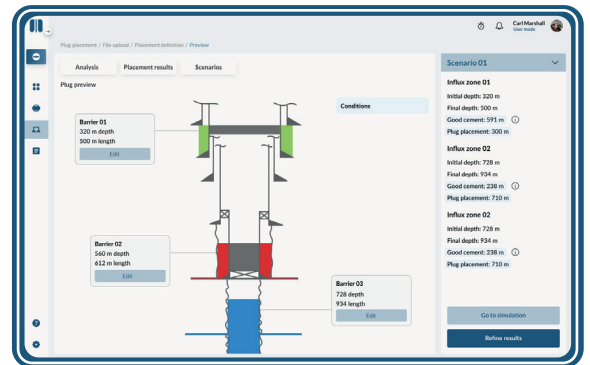 Carl Marshall
User mode
Plug placement / File upload / Placement definition / Preview
Analysis
Placement results
Scenarios
Plug preview
Conditions
Barrier 01
320 m depth
500 m length
Edit
Barrier 02
560 m depth
612 m length
Edit
Barrier 03
728 depth
934 length
Edit
Scenario 01
Influx zone 01
Initial depth: 320 m
Final depth: 500 m
Good cement: 591 m
Plug placement: 300 m
Influx zone 02
Initial depth: 728 m
Final depth: 934 m
Good cement: 238 m
Plug placement: 710 m
Influx zone 02
Initial depth: 728 m
Final depth: 934 m
Good cement: 238 m
Plug placement: 710 m
Go to simulation
Refine results